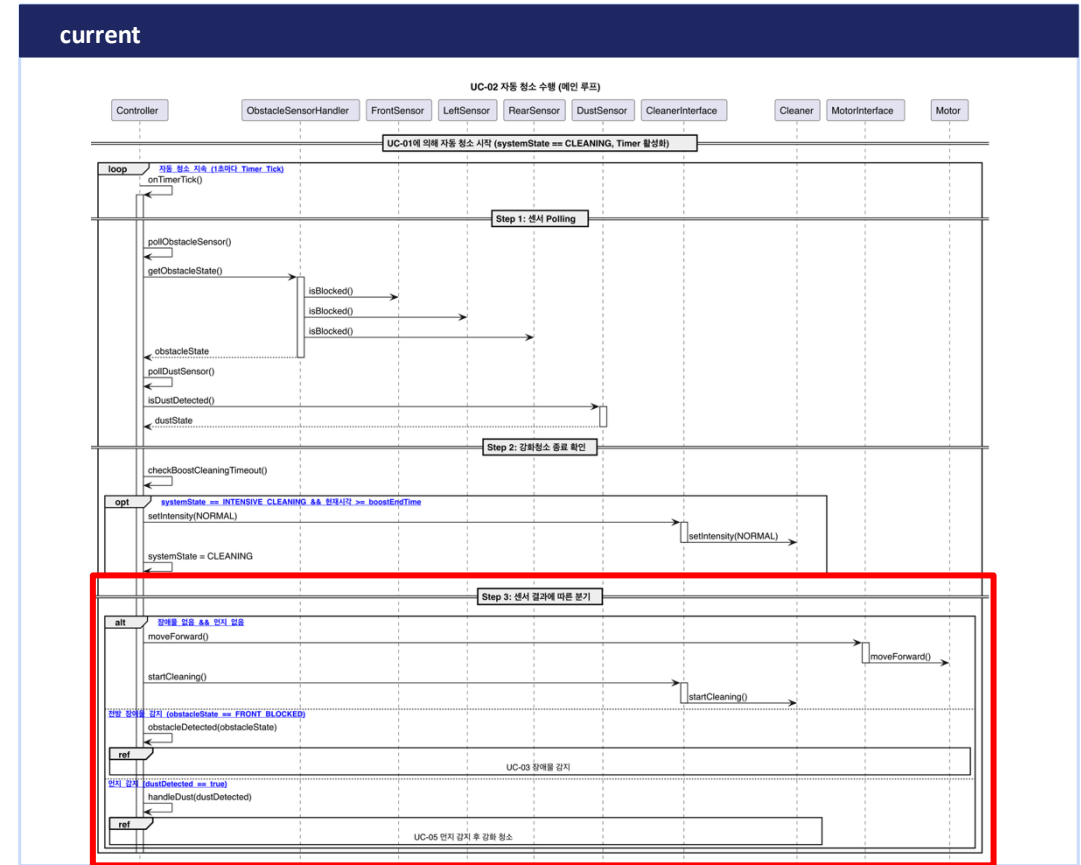 current
UC-02 자동 청소 수행 (메인 루프)
Controller ObstacleSensorHandler FrontSensor LeftSensor RearSensor DustSensor CleanerInterface Cleaner MotorInterface Motor
UC-01에 의해 자동 청소 시작 (systemState == CLEANING, Timer 활성화)
loop 자동 청소 지속 (1초마다 Timer Tick)
onTimerTick()
Step 1: 센서 Polling
pollObstacleSensor()
getObstacleState()
isBlocked()
isBlocked()
isBlocked()
obstacleState
pollDustSensor()
isDustDetected()
dustState
Step 2: 강화청소 종료 확인
checkBoostCleaningTimeout()
opt systemState == INTENSIVE_CLEANING && 현재시각 >= boostEndTime
setIntensity(NORMAL)
setIntensity(NORMAL)
systemState = CLEANING
Step 3: 센서 결과에 따른 분기
alt 장애물 없음 && 먼지 없음
moveForward()
moveForward()
startCleaning()
startCleaning()
전방 장애물 감지 (obstacleState == FRONT_BLOCKED)
obstacleDetected(obstacleState)
ref
UC-03 장애물 감지
먼지 감지 (dustDetected == true)
handleDust(dustDetected)
ref
UC-05 먼지 감지 후 강화 청소